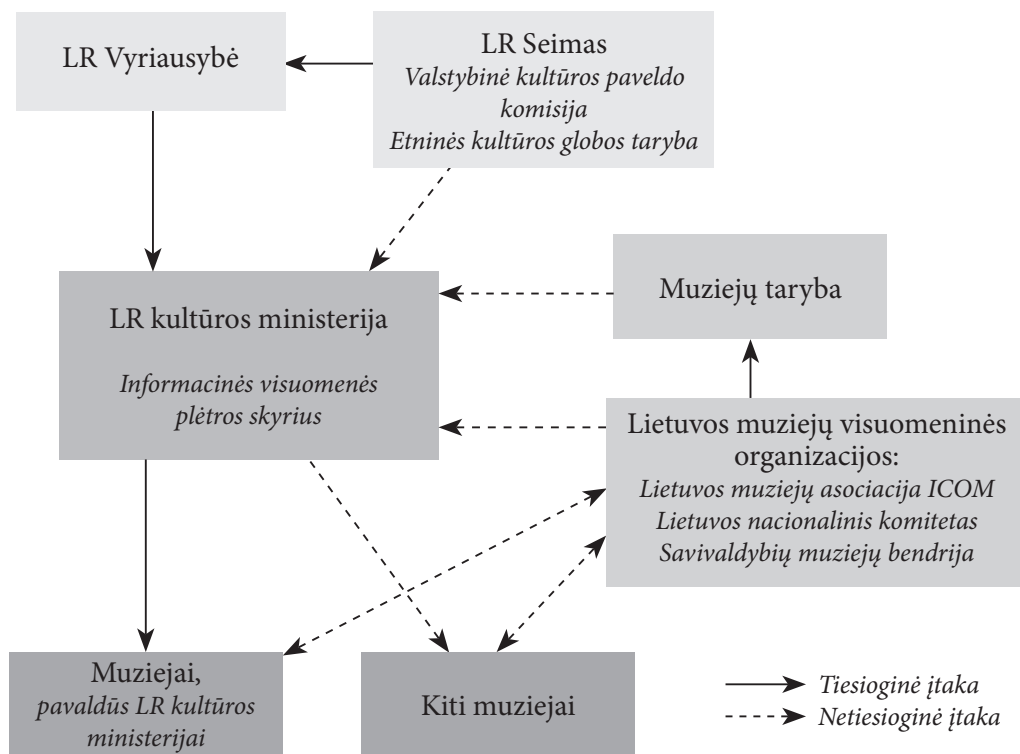 LR Vyriausybė
LR Seimas
Valstybinė kultūros paveldo
komisija
Etninės kultūros globos taryba
LR kultūros ministerija
Informacinės visuomenės
plėtros skyrius
Muziejų taryba
Lietuvos muziejų visuomeninės
organizacijos:
Lietuvos muziejų asociacija ICOM
Lietuvos nacionalinis komitetas
Savivaldybių muziejų bendrija
Muziejai,
pavaldūs LR kultūros
ministerijai
Kiti muziejai
Tiesioginė įtaka
Netiesioginė įtaka